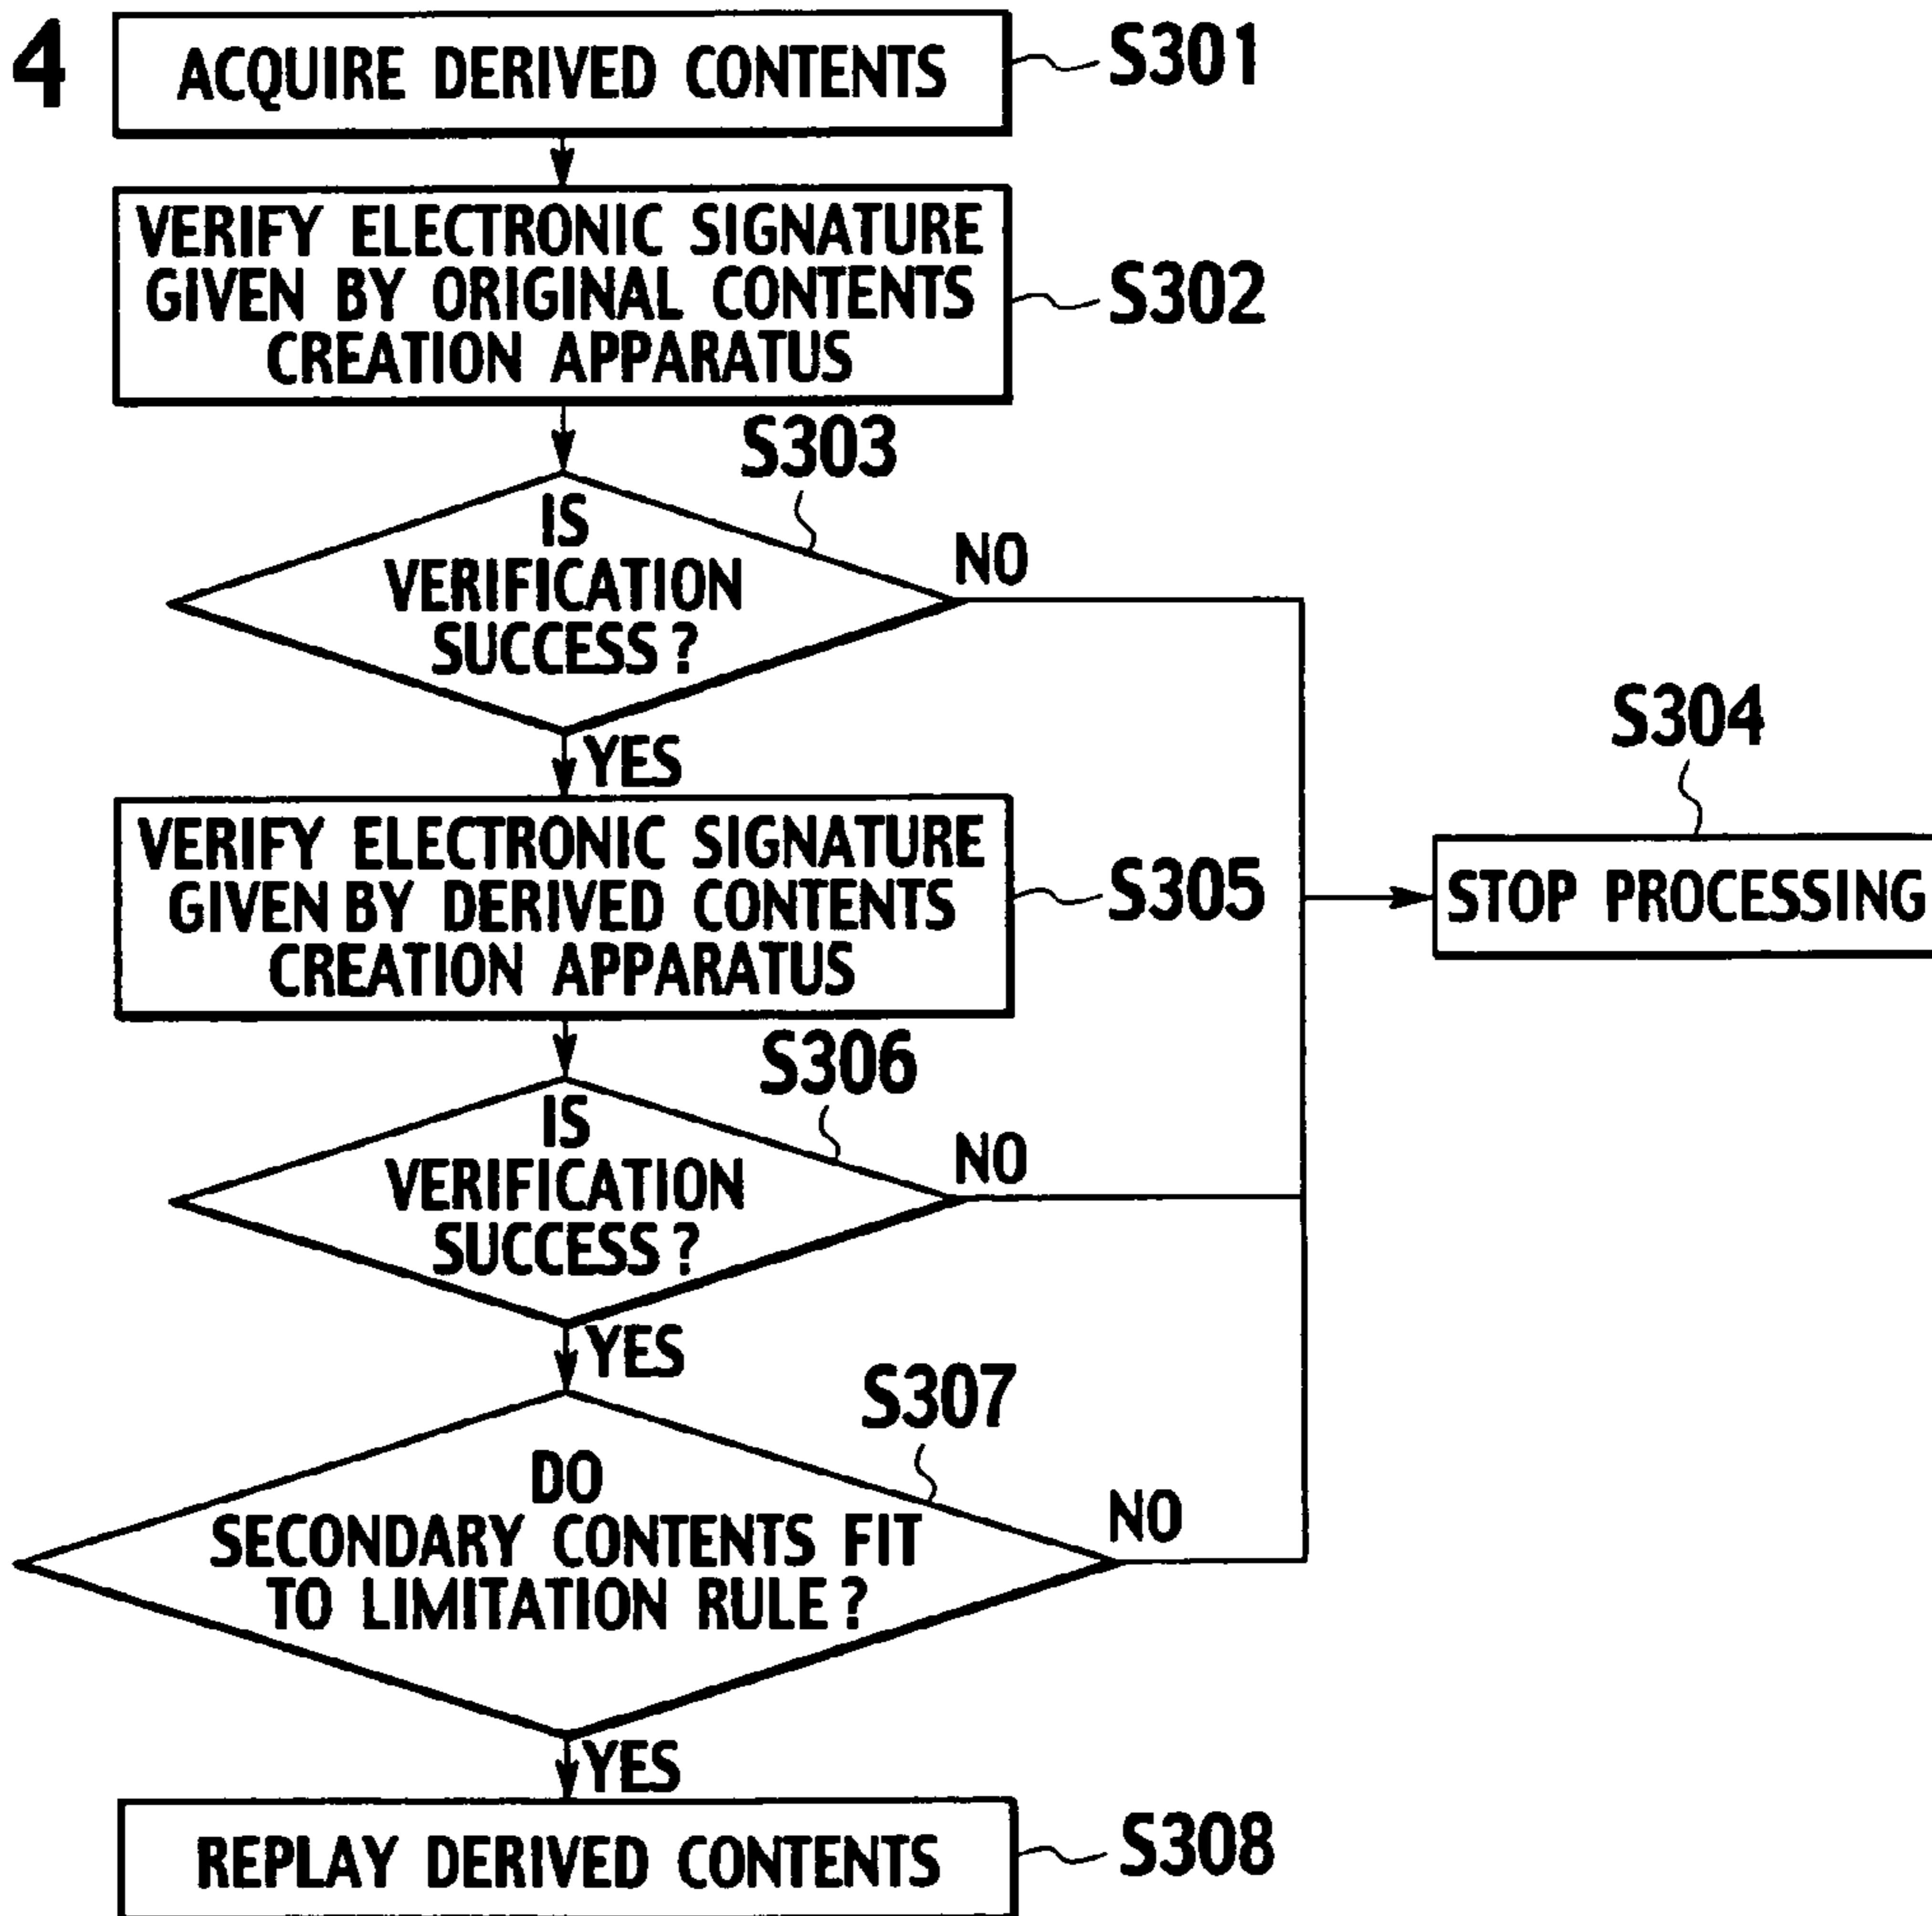 4
ACQUIRE DERIVED CONTENTS
S301
VERIFY ELECTRONIC SIGNATURE
GIVEN BY ORIGINAL CONTENTS
CREATION APPARATUS
S302
S303
IS
VERIFICATION
SUCCESS?
NO
YES
S304
STOP PROCESSING
VERIFY ELECTRONIC SIGNATURE
GIVEN BY DERIVED CONTENTS
CREATION APPARATUS
S305
S306
IS
VERIFICATION
SUCCESS?
NO
YES
S307
DO
SECONDARY CONTENTS FIT
TO LIMITATION RULE?
NO
YES
REPLAY DERIVED CONTENTS
S308